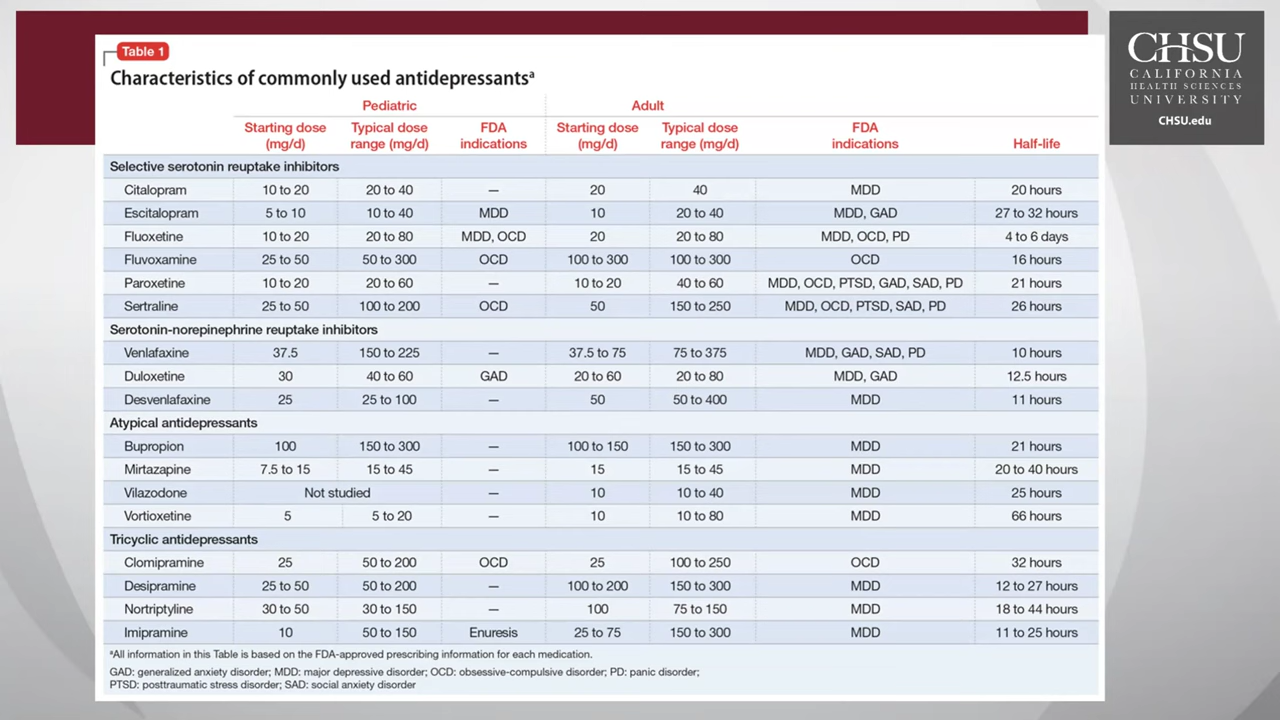 Table 1
Characteristics of commonly used antidepressantsᵃ
Pediatric Adult
Starting dose (mg/d) Typical dose range (mg/d) FDA indications Starting dose (mg/d) Typical dose range (mg/d) FDA indications Half-life
Selective serotonin reuptake inhibitors
Citalopram 10 to 20 20 to 40 — 20 40 MDD 20 hours
Escitalopram 5 to 10 10 to 40 MDD 10 20 to 40 MDD, GAD 27 to 32 hours
Fluoxetine 10 to 20 20 to 80 MDD, OCD 20 20 to 80 MDD, OCD, PD 4 to 6 days
Fluvoxamine 25 to 50 50 to 300 OCD 100 to 300 100 to 300 OCD 16 hours
Paroxetine 10 to 20 20 to 60 — 10 to 20 40 to 60 MDD, OCD, PTSD, GAD, SAD, PD 21 hours
Sertraline 25 to 50 100 to 200 OCD 50 150 to 250 MDD, OCD, PTSD, SAD, PD 26 hours
Serotonin-norepinephrine reuptake inhibitors
Venlafaxine 37.5 150 to 225 — 37.5 to 75 75 to 375 MDD, GAD, SAD, PD 10 hours
Duloxetine 30 40 to 60 GAD 20 to 60 20 to 80 MDD, GAD 12.5 hours
Desvenlafaxine 25 25 to 100 — 50 50 to 400 MDD 11 hours
Atypical antidepressants
Bupropion 100 150 to 300 — 100 to 150 150 to 300 MDD 21 hours
Mirtazapine 7.5 to 15 15 to 45 — 15 15 to 45 MDD 20 to 40 hours
Vilazodone Not studied — 10 10 to 40 MDD 25 hours
Vortioxetine 5 5 to 20 — 10 10 to 80 MDD 66 hours
Tricyclic antidepressants
Clomipramine 25 50 to 200 OCD 25 100 to 250 OCD 32 hours
Desipramine 25 to 50 50 to 200 — 100 to 200 150 to 300 MDD 12 to 27 hours
Nortriptyline 30 to 50 30 to 150 — 100 75 to 150 MDD 18 to 44 hours
Imipramine 10 50 to 150 Enuresis 25 to 75 150 to 300 MDD 11 to 25 hours
ᵃAll information in this Table is based on the FDA-approved prescribing information for each medication.
GAD: generalized anxiety disorder; MDD: major depressive disorder; OCD: obsessive-compulsive disorder; PD: panic disorder;
PTSD: posttraumatic stress disorder; SAD: social anxiety disorder
CHSU
CALIFORNIA
HEALTH SCIENCES
UNIVERSITY
CHSU.edu